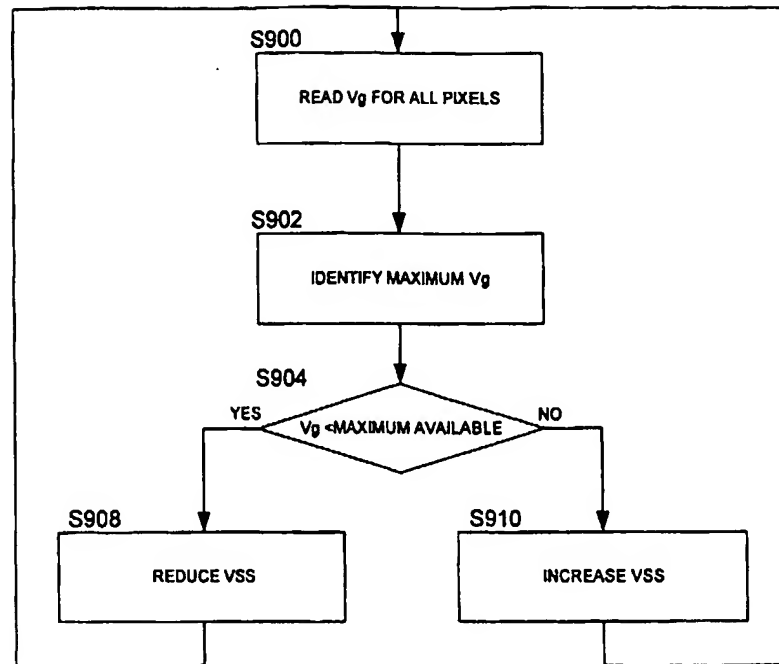 S900
READ Vg FOR ALL PIXELS
S902
IDENTIFY MAXIMUM Vg
S904
YES
Vg <MAXIMUM AVAILABLE
NO
S908
REDUCE VSS
S910
INCREASE VSS